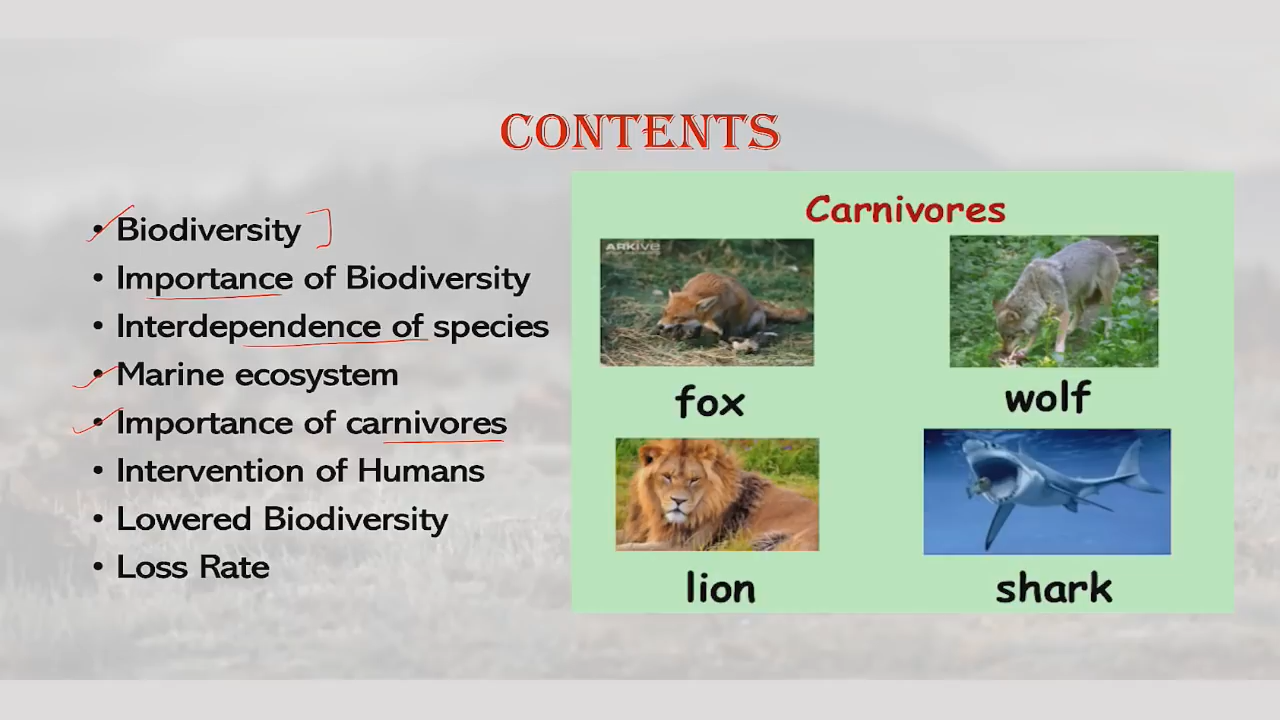 CONTENTS
• Biodiversity
• Importance of Biodiversity
• Interdependence of species
• Marine ecosystem
• Importance of carnivores
• Intervention of Humans
• Lowered Biodiversity
• Loss Rate
Carnivores
ARKive
fox
wolf
lion
shark